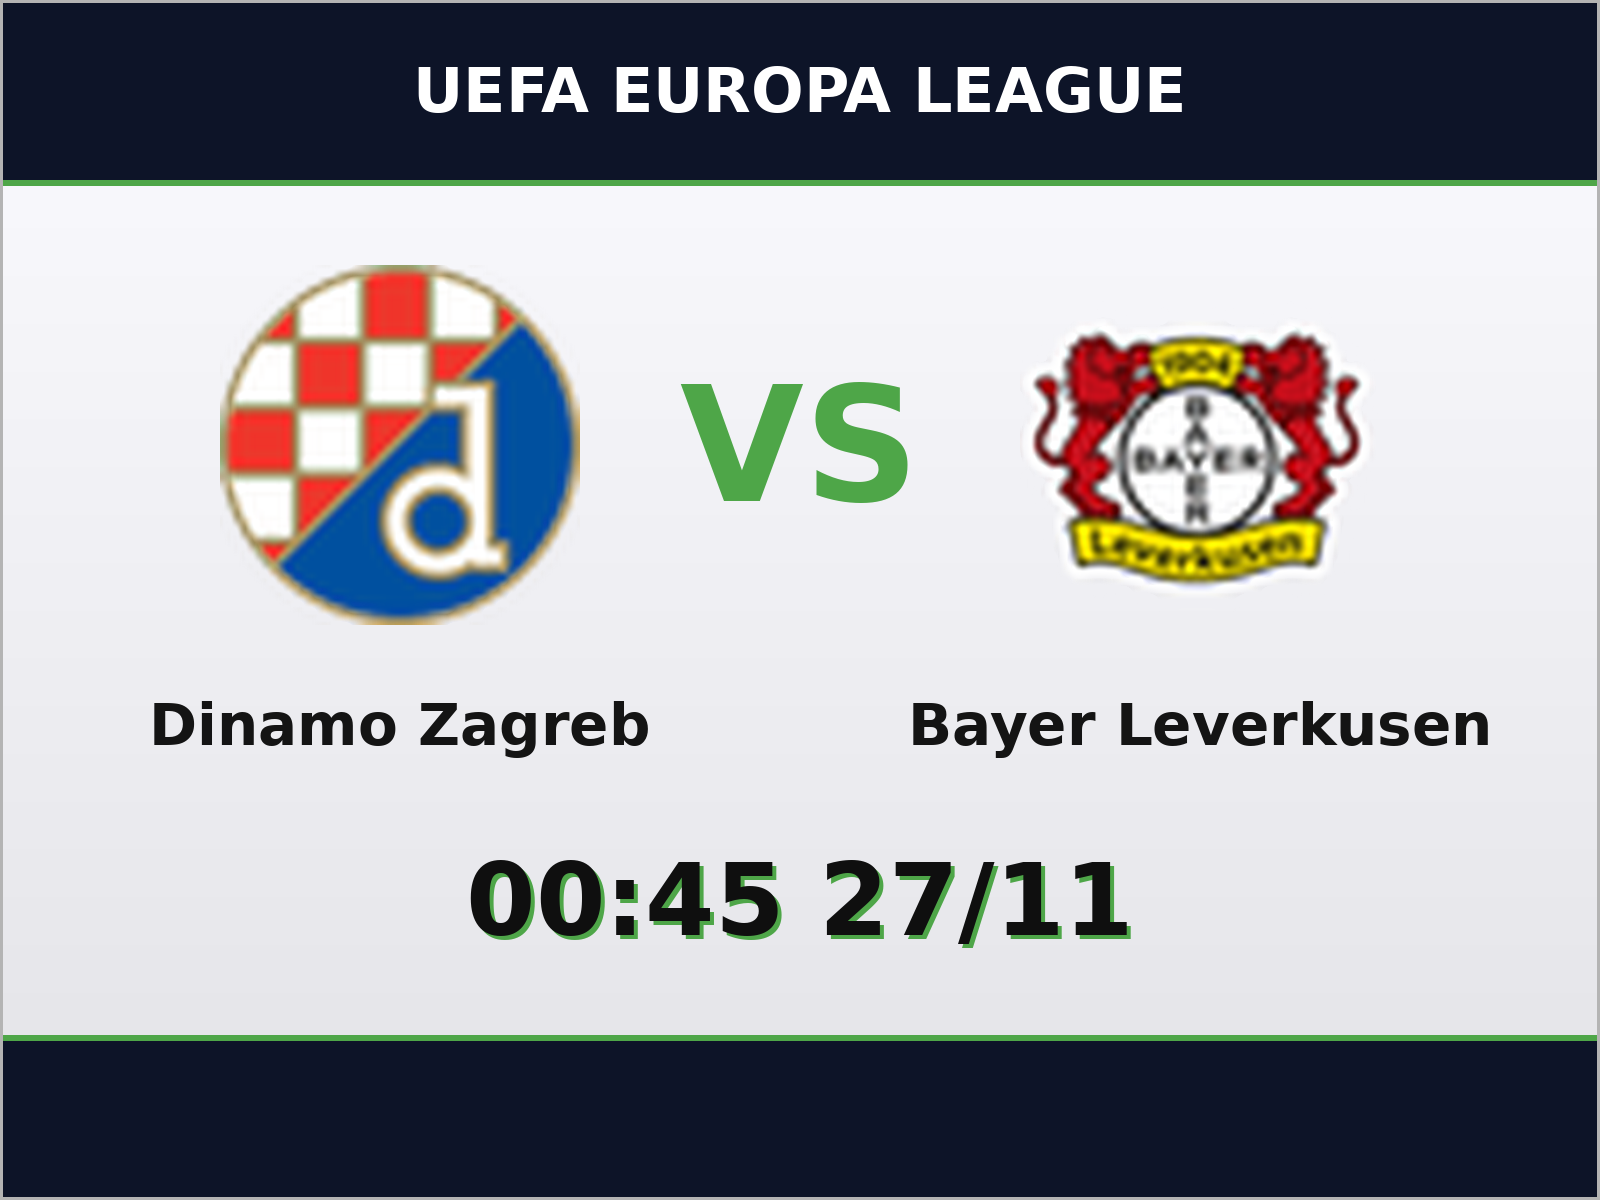 UEFA EUROPA LEAGUE
1904
VS
BAYER
BAYER
Leverkusen
Dinamo Zagreb
Bayer Leverkusen
00:45 27/11